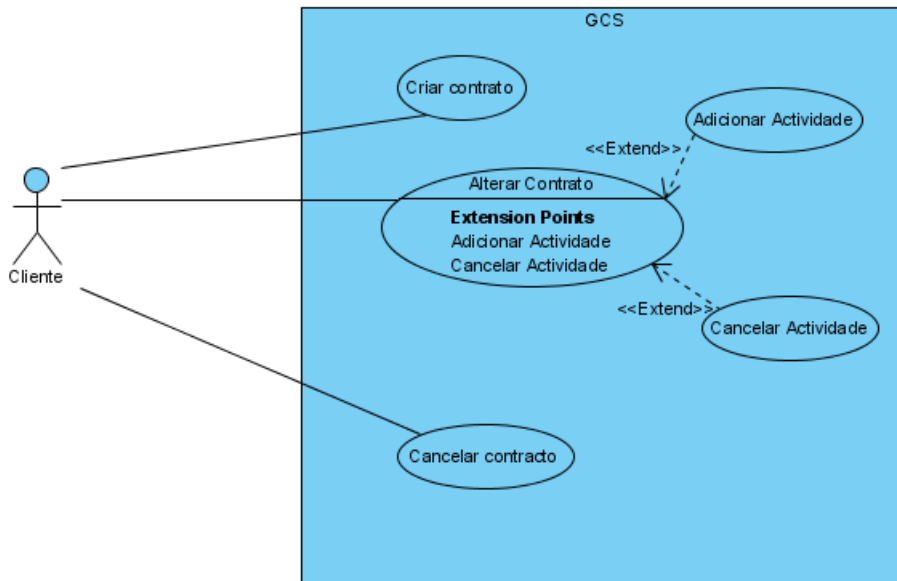 GCS
Criar contrato
Adicionar Actividade
<<Extend>>
Alterar Contrato
Extension Points
Adicionar Actividade
Cancelar Actividade
Cliente
<<Extend>>
Cancelar Actividade
Cancelar contracto